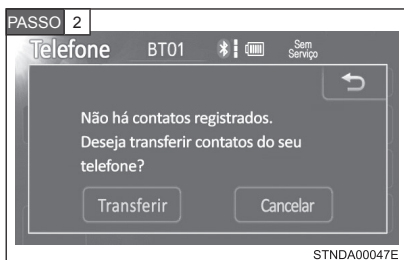 PASSO 2
Telefone BT01 Sem Serviço
Não há contatos registrados.
Deseja transferir contatos do seu
telefone?
Transferir Cancelar
STNDA00047E